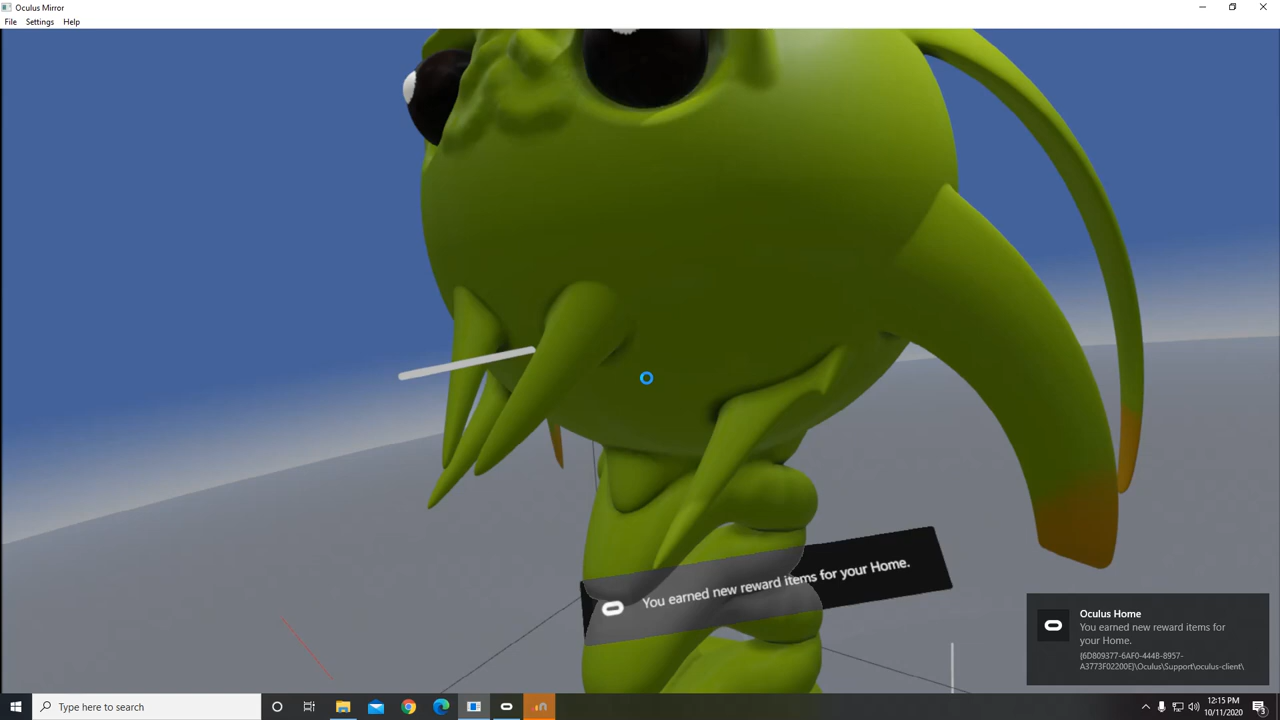 Oculus Mirror
File Settings Help
You earned new reward items for your Home.
Oculus Home
You earned new reward items for
your Home.
{6D809377-6AF0-444B-8957-
A3773F02200E}\Oculus\Support\oculus-client\
Type here to search
12:15 PM
10/11/2020
3